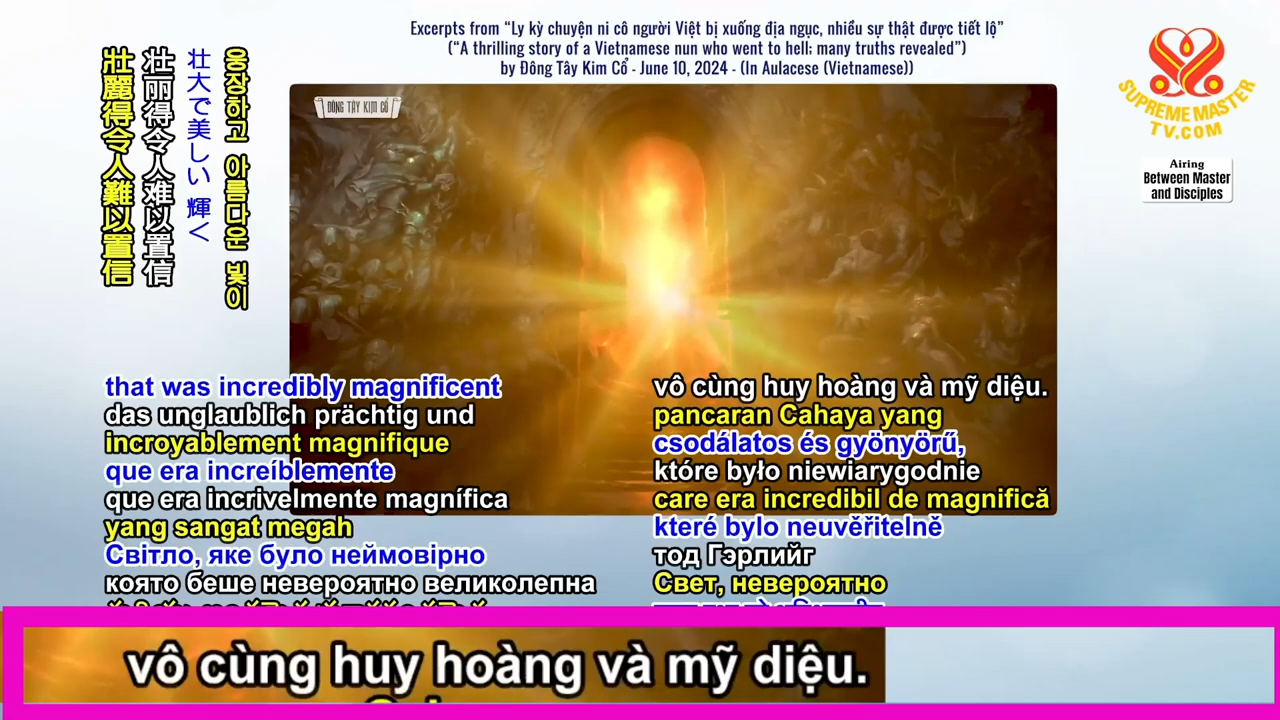 Excerpts from “Ly kỳ chuyện ni cô người Việt bị xuống địa ngục, nhiều sự thật được tiết lộ”
(“A thrilling story of a Vietnamese nun who went to hell; many truths revealed”)
by Đông Tây Kim Cổ - June 10, 2024 - (In Aulacese (Vietnamese))
ĐÔNG TÂY KIM CỔ
SUPREME MASTER
TV.COM
Airing
Between Master
and Disciples
웅장하고 아름다운 빛이
壮大で美しい 輝く
壮丽得令人难以置信
壯麗得令人難以置信
that was incredibly magnificent
das unglaublich prächtig und
incroyablement magnifique
que era increíblemente
que era incrivelmente magnífica
yang sangat megah
Світло, яке було неймовірно
която беше невероятно великолепна
vô cùng huy hoàng và mỹ diệu.
pancaran Cahaya yang
csodálatos és gyönyörű,
które było niewiarygodnie
care era incredibil de magnifică
které bylo neuvěřitelně
тод Гэрлийг
Свет, невероятно
vô cùng huy hoàng và mỹ diệu.